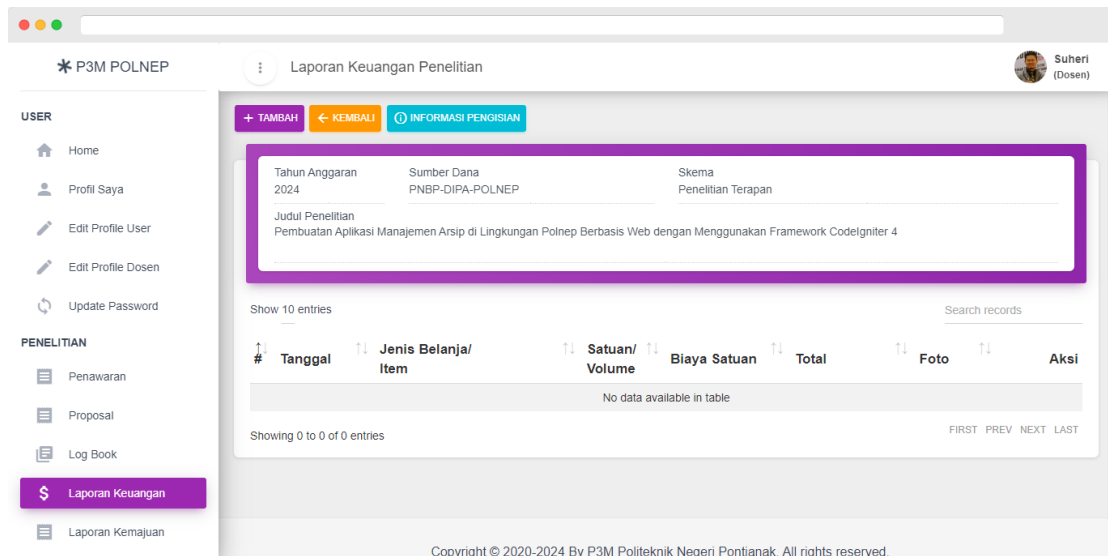 P3M POLNEP
USER
Home
Profil Saya
Edit Profile User
Edit Profile Dosen
Update Password
PENELITIAN
Penawaran
Proposal
Log Book
Laporan Keuangan
Laporan Kemajuan
Laporan Keuangan Penelitian
Suheri
(Dosen)
+ TAMBAH
← KEMBALI
INFORMASI PENGISIAN
Tahun Anggaran
2024
Sumber Dana
PNBP-DIPA-POLNEP
Skema
Penelitian Terapan
Judul Penelitian
Pembuatan Aplikasi Manajemen Arsip di Lingkungan Polnep Berbasis Web dengan Menggunakan Framework CodeIgniter 4
Show 10 entries
Search records
# Tanggal Jenis Belanja/ Item Satuan/ Volume Biaya Satuan Total Foto Aksi
No data available in table
Showing 0 to 0 of 0 entries
FIRST PREV NEXT LAST
Copyright © 2020-2024 By P3M Politeknik Negeri Pontianak. All rights reserved.